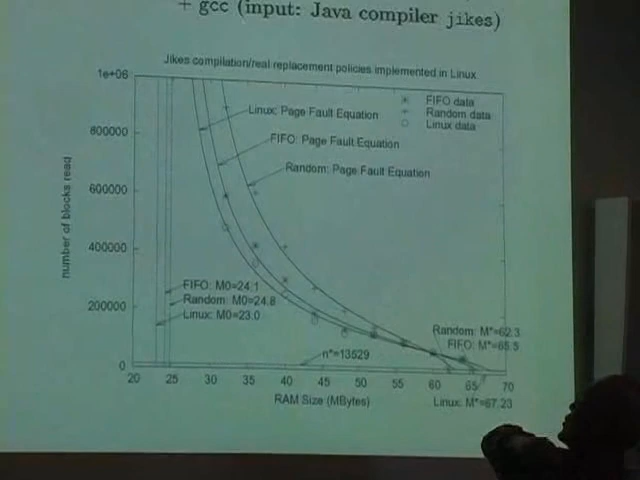 + gcc (input: Java compiler jikes)
Jikes compilation/real replacement policies implemented in Linux
1e+06
800000
600000
400000
200000
0
number of blocks read
FIFO data
Random data
Linux data
Linux: Page Fault Equation
FIFO: Page Fault Equation
Random: Page Fault Equation
FIFO: M0=24.1
Random: M0=24.8
Linux: M0=23.0
n*=13529
Random: M*=62.3
FIFO: M*=65.5
Linux: M*=67.23
20 25 30 35 40 45 50 55 60 65 70
RAM Size (MBytes)